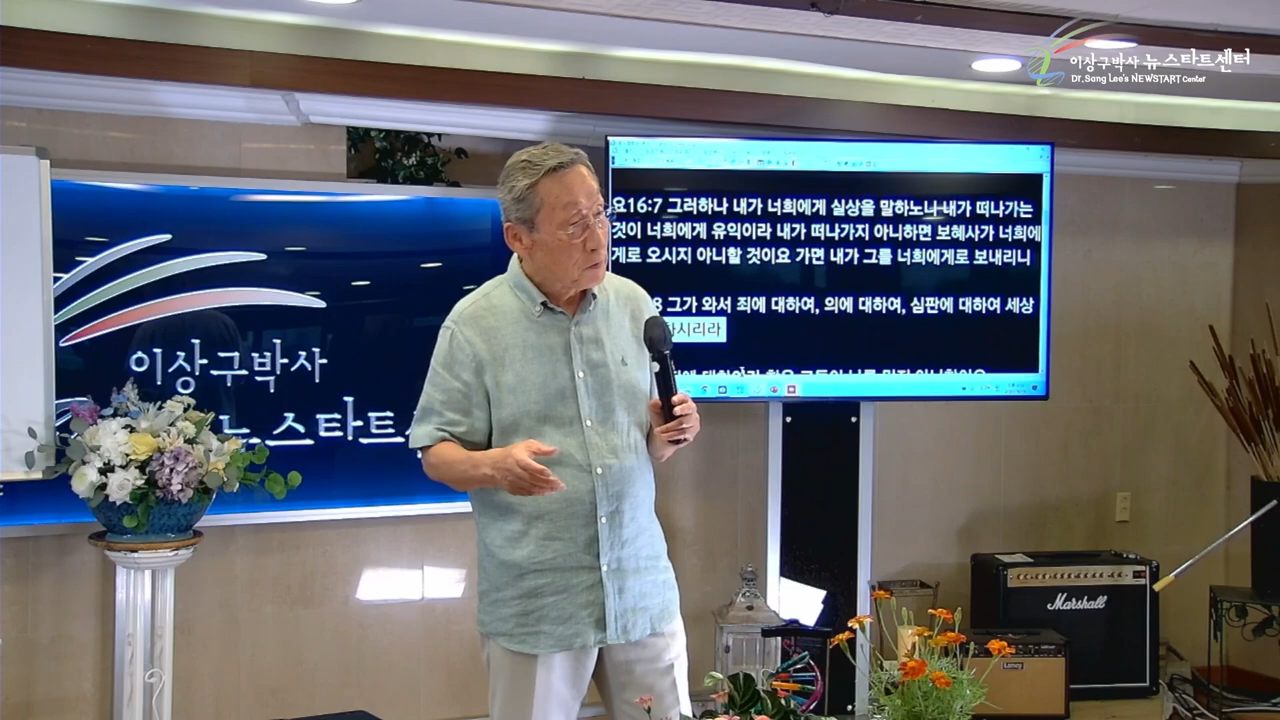 이상구박사 뉴스타트센터
Dr. Sang Lee's NEWSTART Center
요16:7 그러하나 내가 너희에게 실상을 말하노니 내가 떠나가는
것이 너희에게 유익이라 내가 떠나가지 아니하면 보혜사가 너희에
게로 오시지 아니할 것이요 가면 내가 그를 너희에게로 보내리니
8 그가 와서 죄에 대하여, 의에 대하여, 심판에 대하여 세상
하시리라
이상구박사
뉴스타트
Marshall
Laney